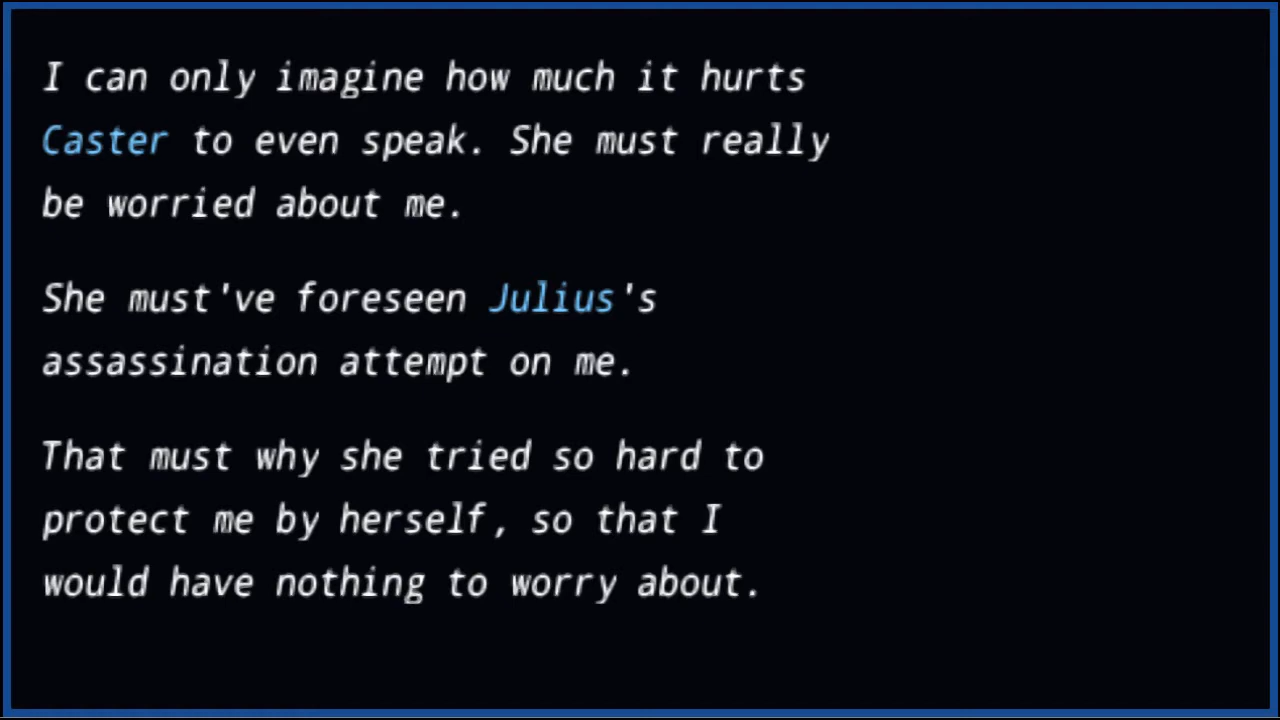 I can only imagine how much it hurts
Caster to even speak. She must really
be worried about me.
She must've foreseen Julius's
assassination attempt on me.
That must why she tried so hard to
protect me by herself, so that I
would have nothing to worry about.